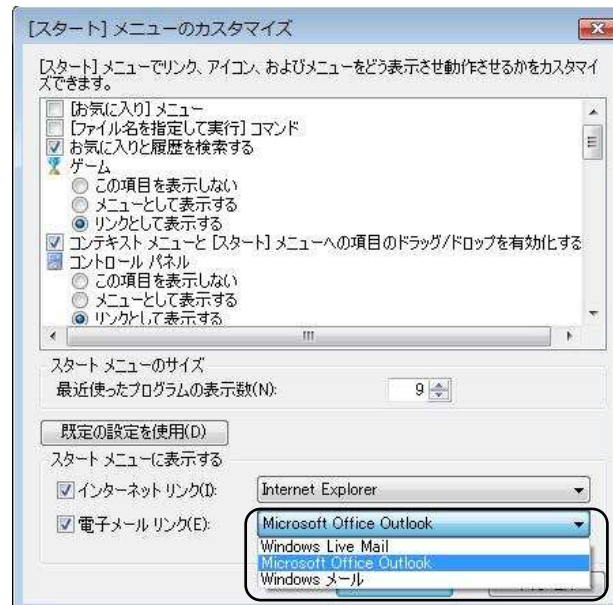 [スタート] メニューのカスタマイズ
[スタート] メニューでリンク、アイコン、およびメニューをどう表示させ動作させるかをカスタマイ
ズできます。
[お気に入り] メニュー
[ファイル名を指定して実行] コマンド
お気に入りと履歴を検索する
ゲーム
この項目を表示しない
メニューとして表示する
リンクとして表示する
コンテキスト メニューと [スタート] メニューへの項目のドラッグ/ドロップを有効化する
コントロール パネル
この項目を表示しない
メニューとして表示する
リンクとして表示する
スタート メニューのサイズ
最近使ったプログラムの表示数(N): 9
既定の設定を使用(D)
スタート メニューに表示する
インターネット リンク(I): Internet Explorer
電子メール リンク(E): Microsoft Office Outlook
Windows Live Mail
Microsoft Office Outlook
Windows メール